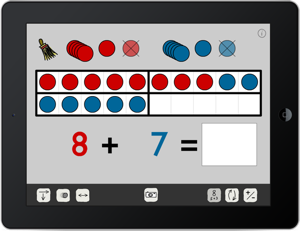 8 + 7 =